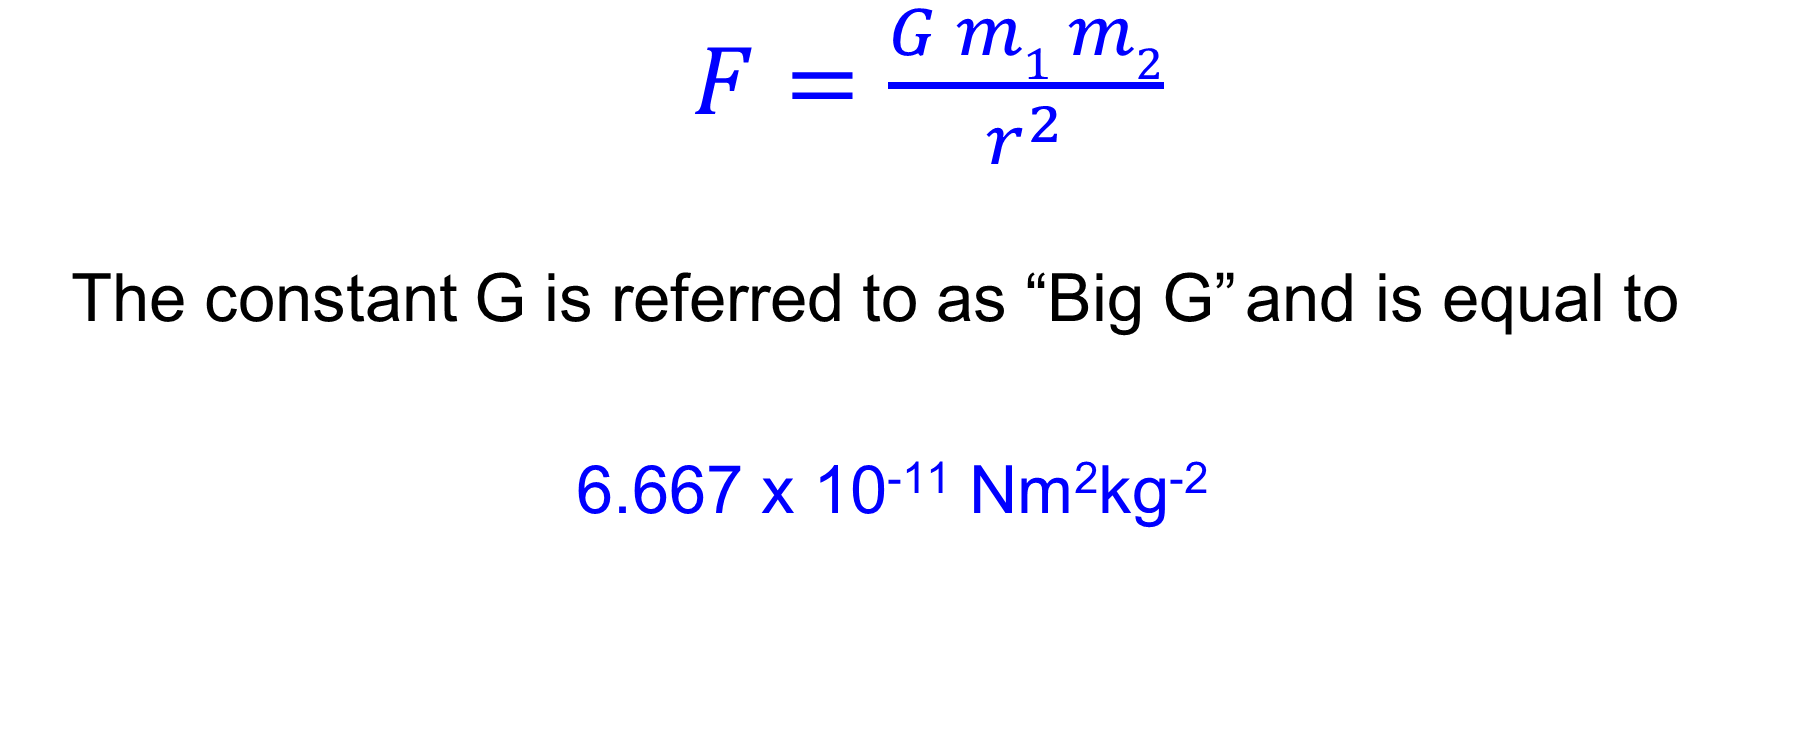 F = G m₁ m₂ / r²
The constant G is referred to as “Big G” and is equal to
6.667 x 10⁻¹¹ Nm²kg⁻²